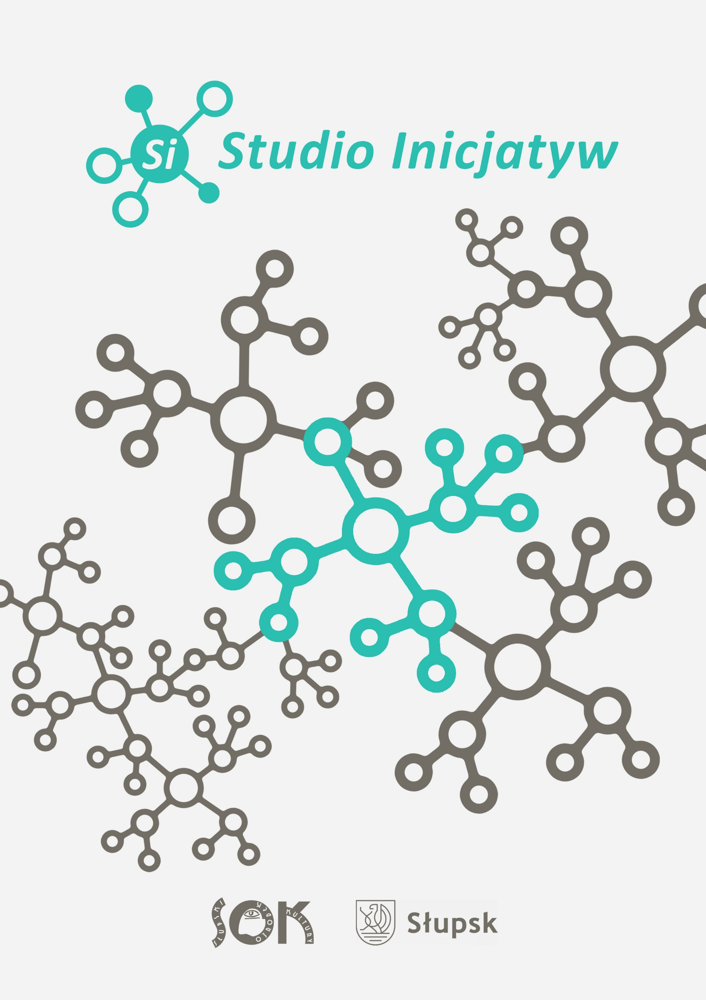 Si
Studio Inicjatyw
SOK
Słupski Ośrodek Kultury
Słupsk